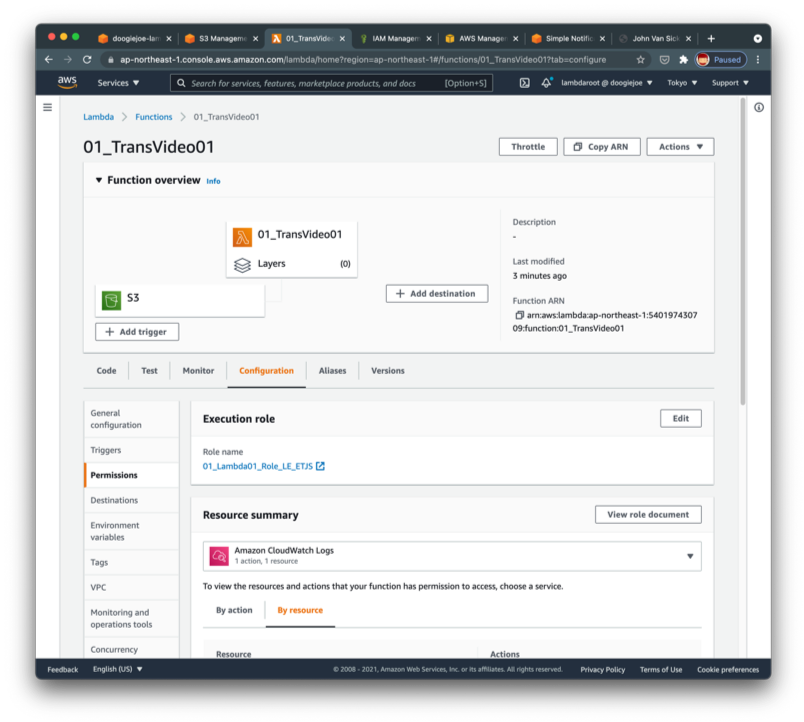 doogiejoe-lan
S3 Manageme
01_TransVideo
IAM Managem
AWS Manage
Simple Notific
John Van Sick
ap-northeast-1.console.aws.amazon.com/lambda/home?region=ap-northeast-1#/functions/01_TransVideo01?tab=configure
Paused
aws
Services ▼
Search for services, features, marketplace products, and docs
[Option+S]
lambdaroot @ doogiejoe ▼
Tokyo ▼
Support ▼
Lambda > Functions > 01_TransVideo01
01_TransVideo01
Throttle
Copy ARN
Actions ▼
▼ Function overview Info
01_TransVideo01
Layers (0)
S3
+ Add trigger
+ Add destination
Description
-
Last modified
3 minutes ago
Function ARN
arn:aws:lambda:ap-northeast-1:5401974307
09:function:01_TransVideo01
Code
Test
Monitor
Configuration
Aliases
Versions
General
configuration
Triggers
Permissions
Destinations
Environment
variables
Tags
VPC
Monitoring and
operations tools
Concurrency
Execution role
Edit
Role name
01_Lambda01_Role_LE_ETJS
Resource summary
View role document
Amazon CloudWatch Logs
1 action, 1 resource
To view the resources and actions that your function has permission to access, choose a service.
By action
By resource
Resource
Actions
Feedback
English (US) ▼
© 2008 - 2021, Amazon Web Services, Inc. or its affiliates. All rights reserved.
Privacy Policy
Terms of Use
Cookie preferences